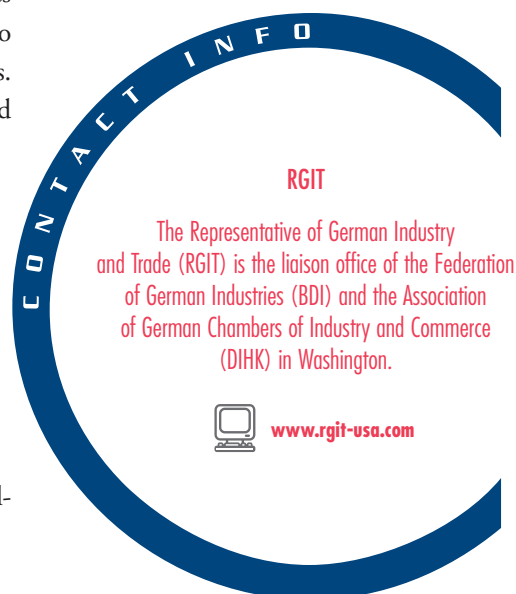 s
o
s.
d
CONTACT INFO
RGIT
The Representative of German Industry
and Trade (RGIT) is the liaison office of the Federation
of German Industries (BDI) and the Association
of German Chambers of Industry and Commerce
(DIHK) in Washington.
www.rgit-usa.com
l-